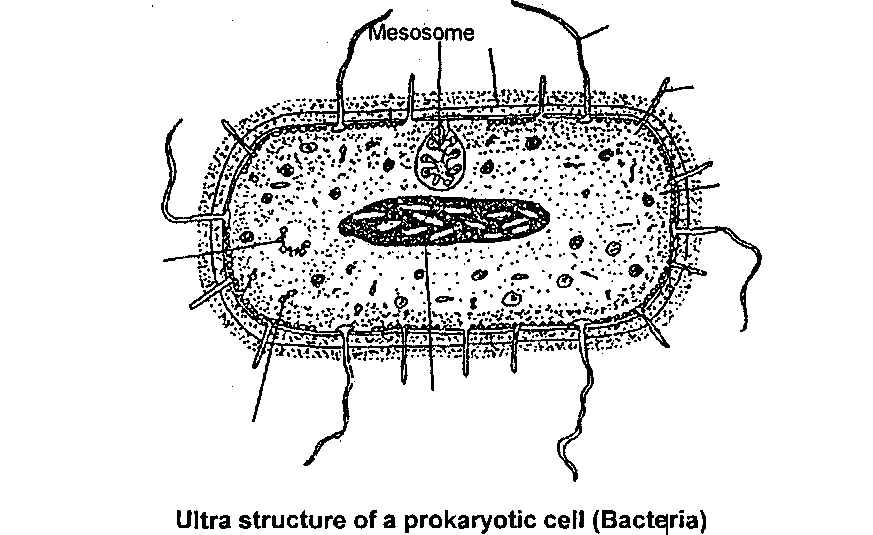 Mesosome
Ultra structure of a prokaryotic cell (Bacteria)